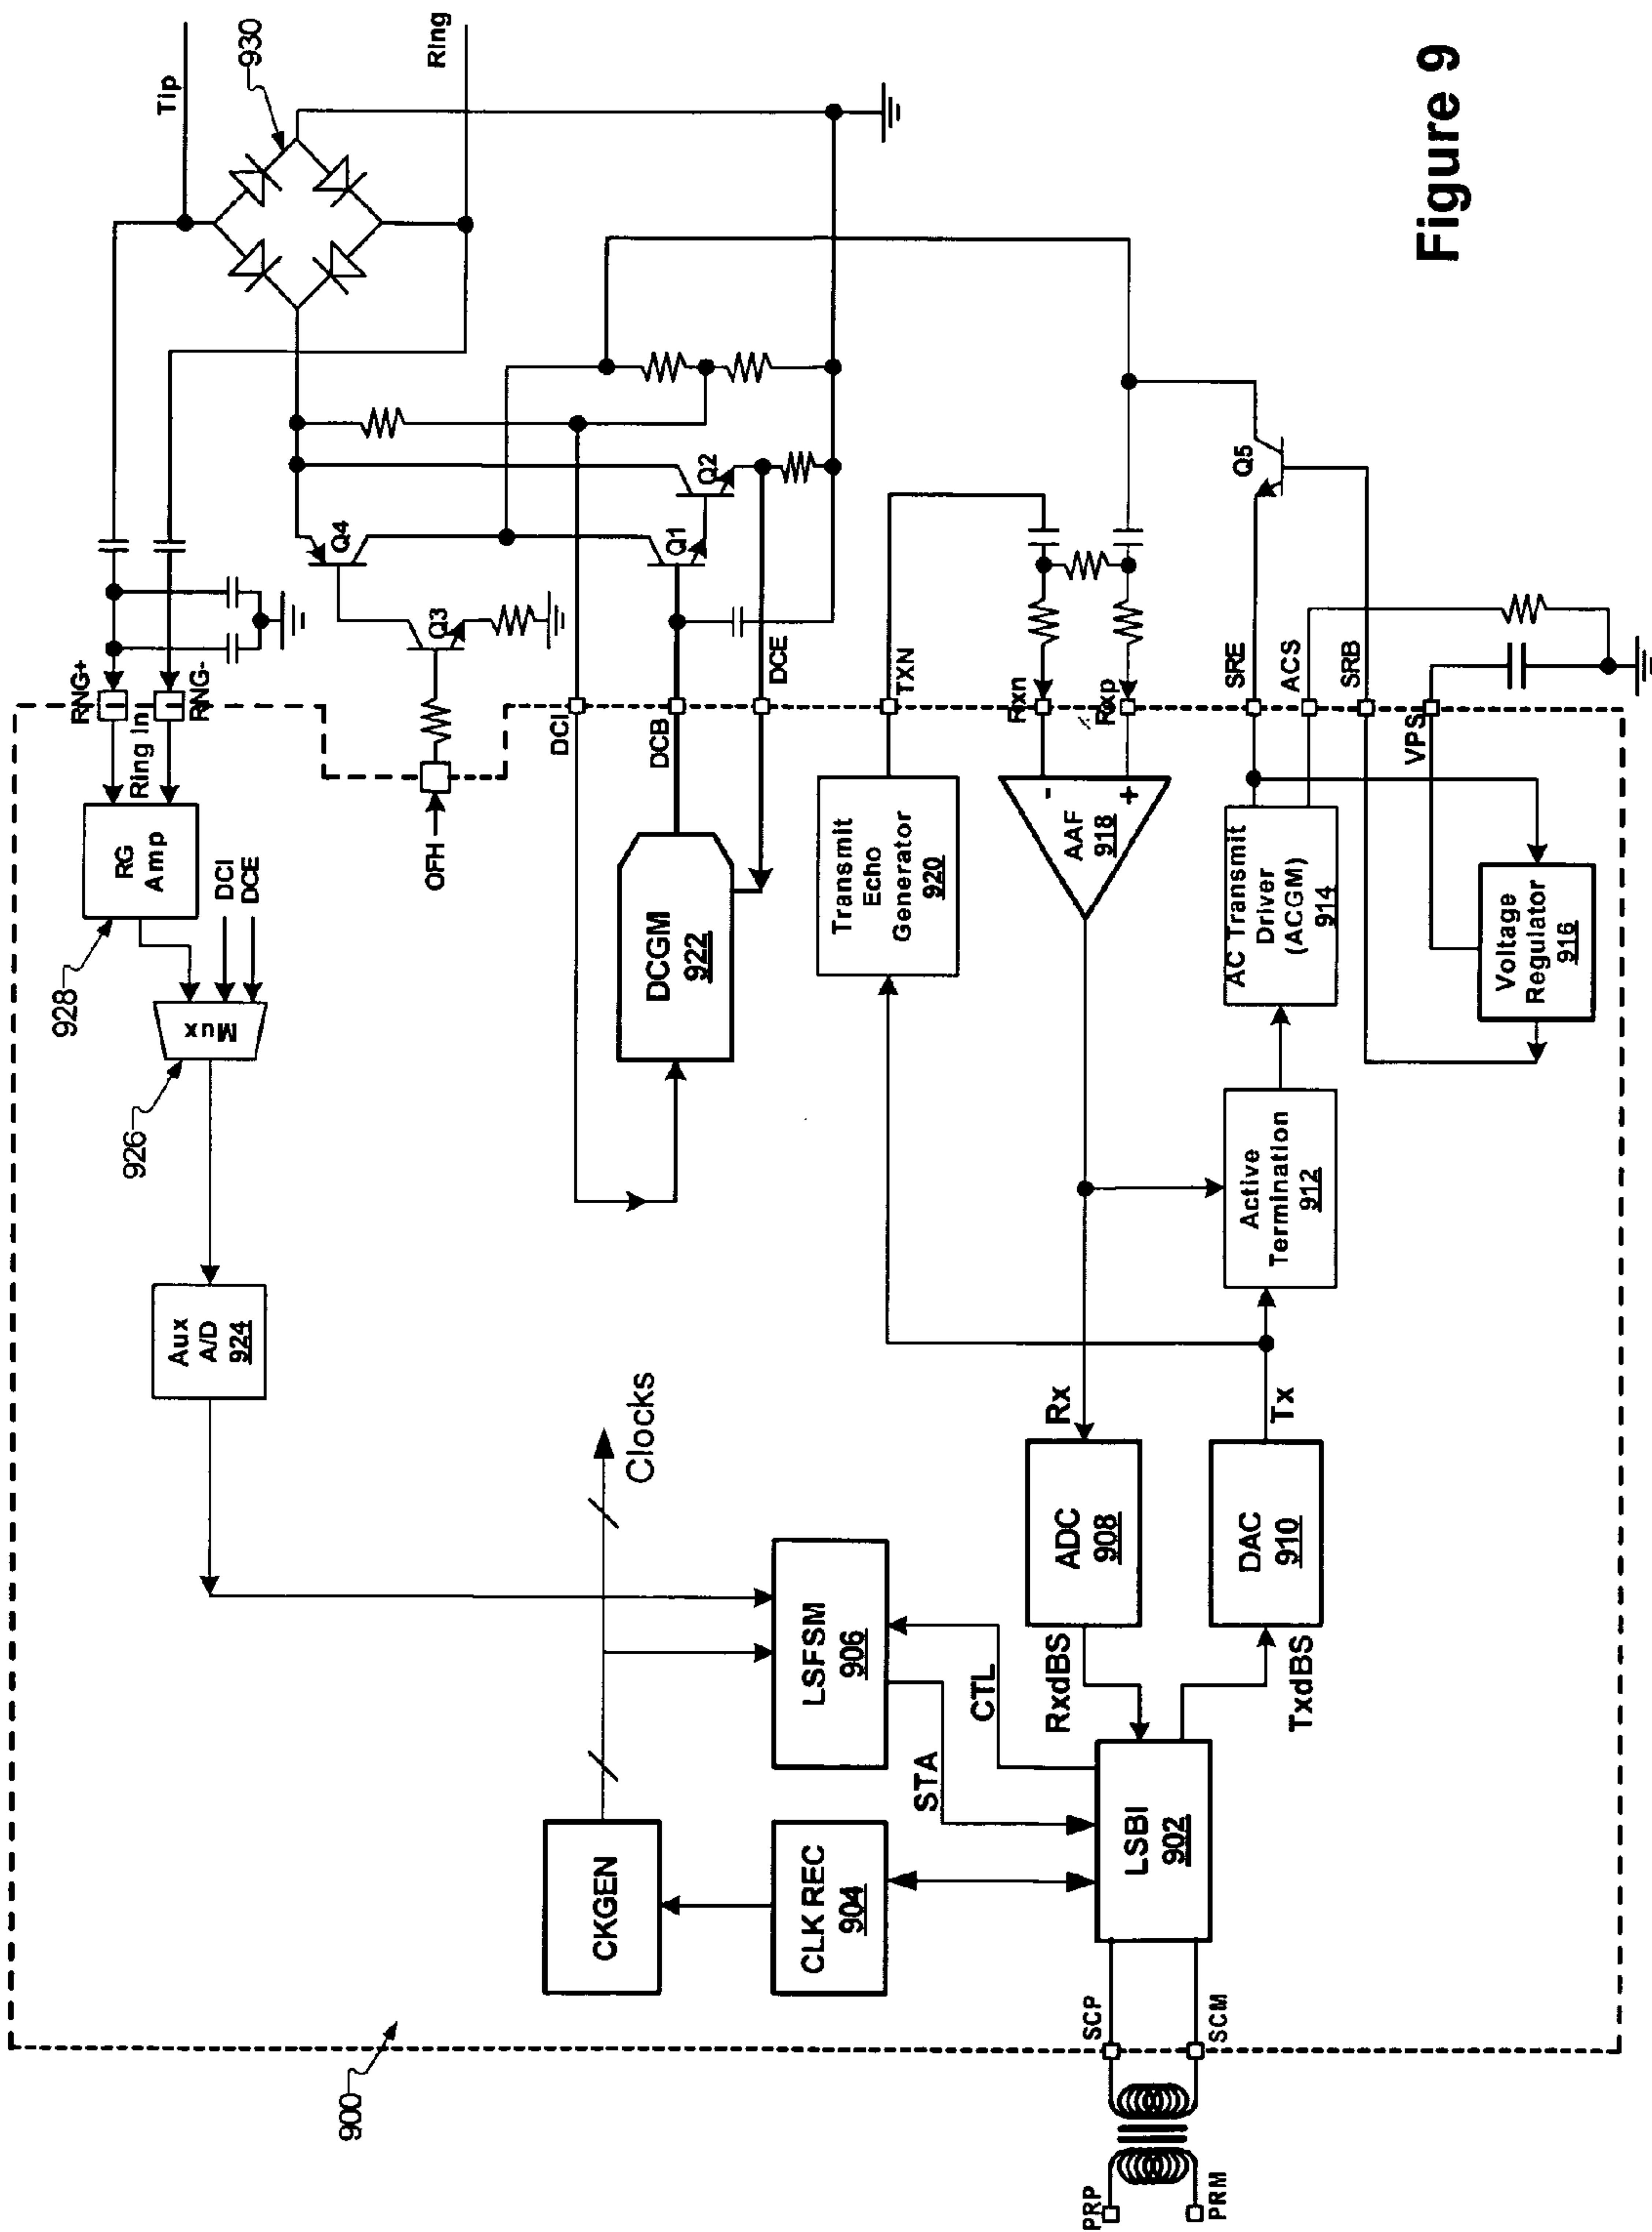 900
PRP
PRM
SCP
SCM
CKGEN
CLK REC
904
LSBI
902
STA
CTL
LSFSM
906
Clocks
RxdBS
TxdBS
ADC
908
DAC
910
Rx
Tx
Aux
A/D
924
926
Mux
928
RG
Amp
DCI
DCE
Ring In
RNG+
RNG-
OFH
DCGM
922
DCI
DCB
DCE
Transmit
Echo
Generator
920
TXN
AAF
918
-
+
Rxn
Rxp
Active
Termination
912
AC Transmit
Driver
(ACGM)
914
Voltage
Regulator
916
SRE
ACS
SRB
VPS
Q3
Q4
Q1
Q2
Q5
Tip
930
Ring
Figure 9